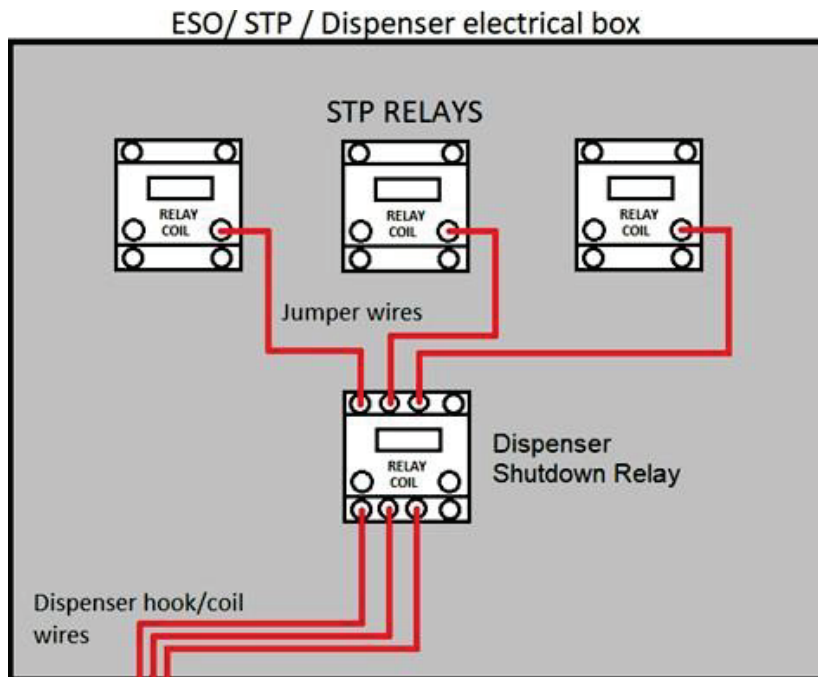 ESO/ STP / Dispenser electrical box
STP RELAYS
RELAY
COIL
RELAY
COIL
RELAY
COIL
Jumper wires
RELAY
COIL
Dispenser
Shutdown Relay
Dispenser hook/coil
wires